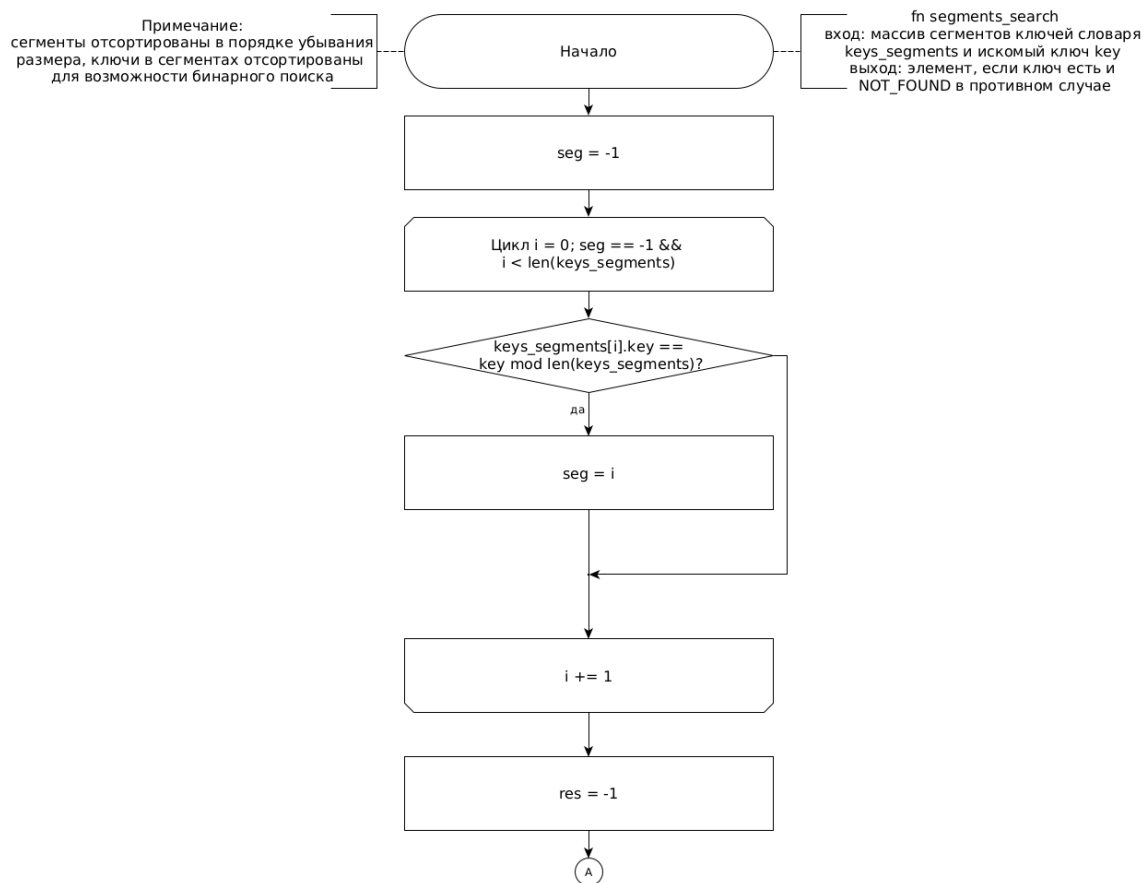 Примечание:
сегменты отсортированы в порядке убывания
размера, ключи в сегментах отсортированы
для возможности бинарного поиска
Начало
fn segments_search
вход: массив сегментов ключей словаря
keys_segments и искомый ключ key
выход: элемент, если ключ есть и
NOT_FOUND в противном случае
seg = -1
Цикл i = 0; seg == -1 &&
i < len(keys_segments)
keys_segments[i].key ==
key mod len(keys_segments)?
да
seg = i
i += 1
res = -1
A